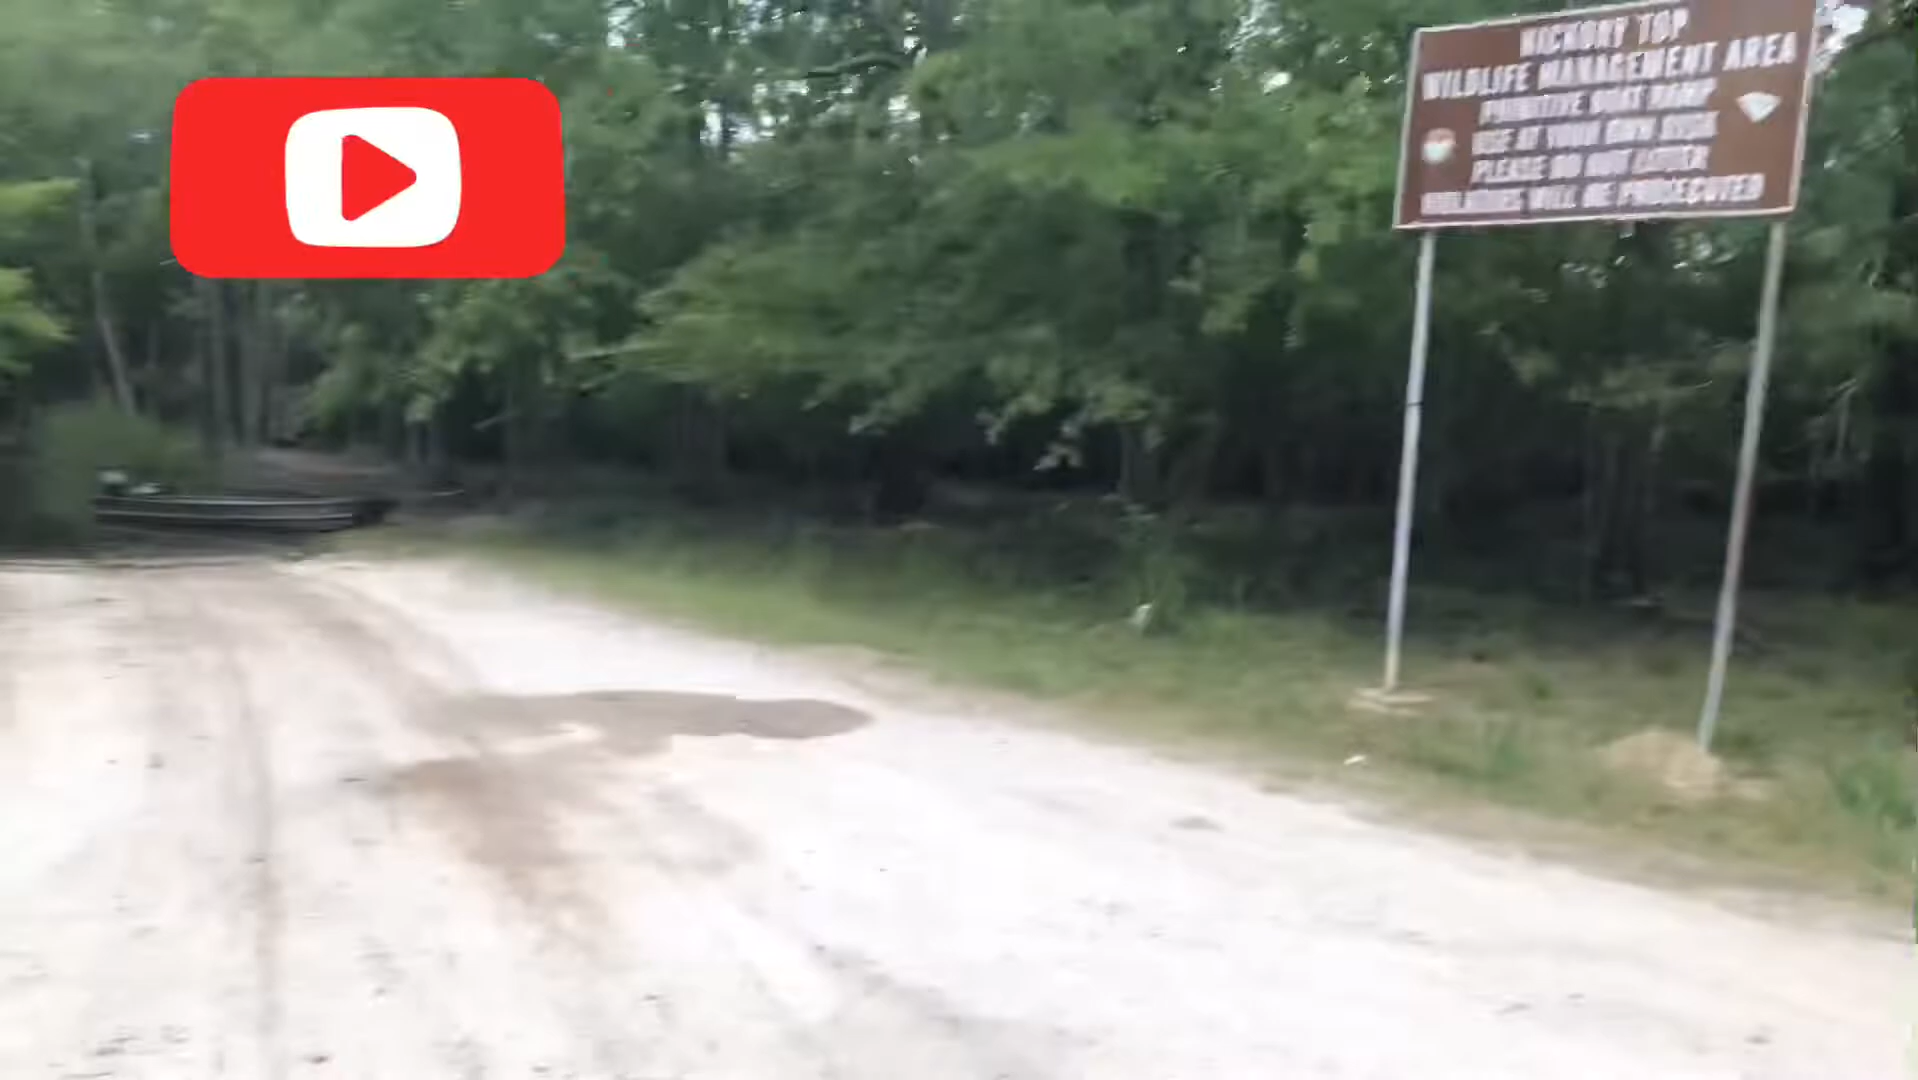 HICKORY TOP
WILDLIFE MANAGEMENT AREA
PRIMITIVE BOAT RAMP
USE AT YOUR OWN RISK
PLEASE DO NOT LITTER
VIOLATORS WILL BE PROSECUTED